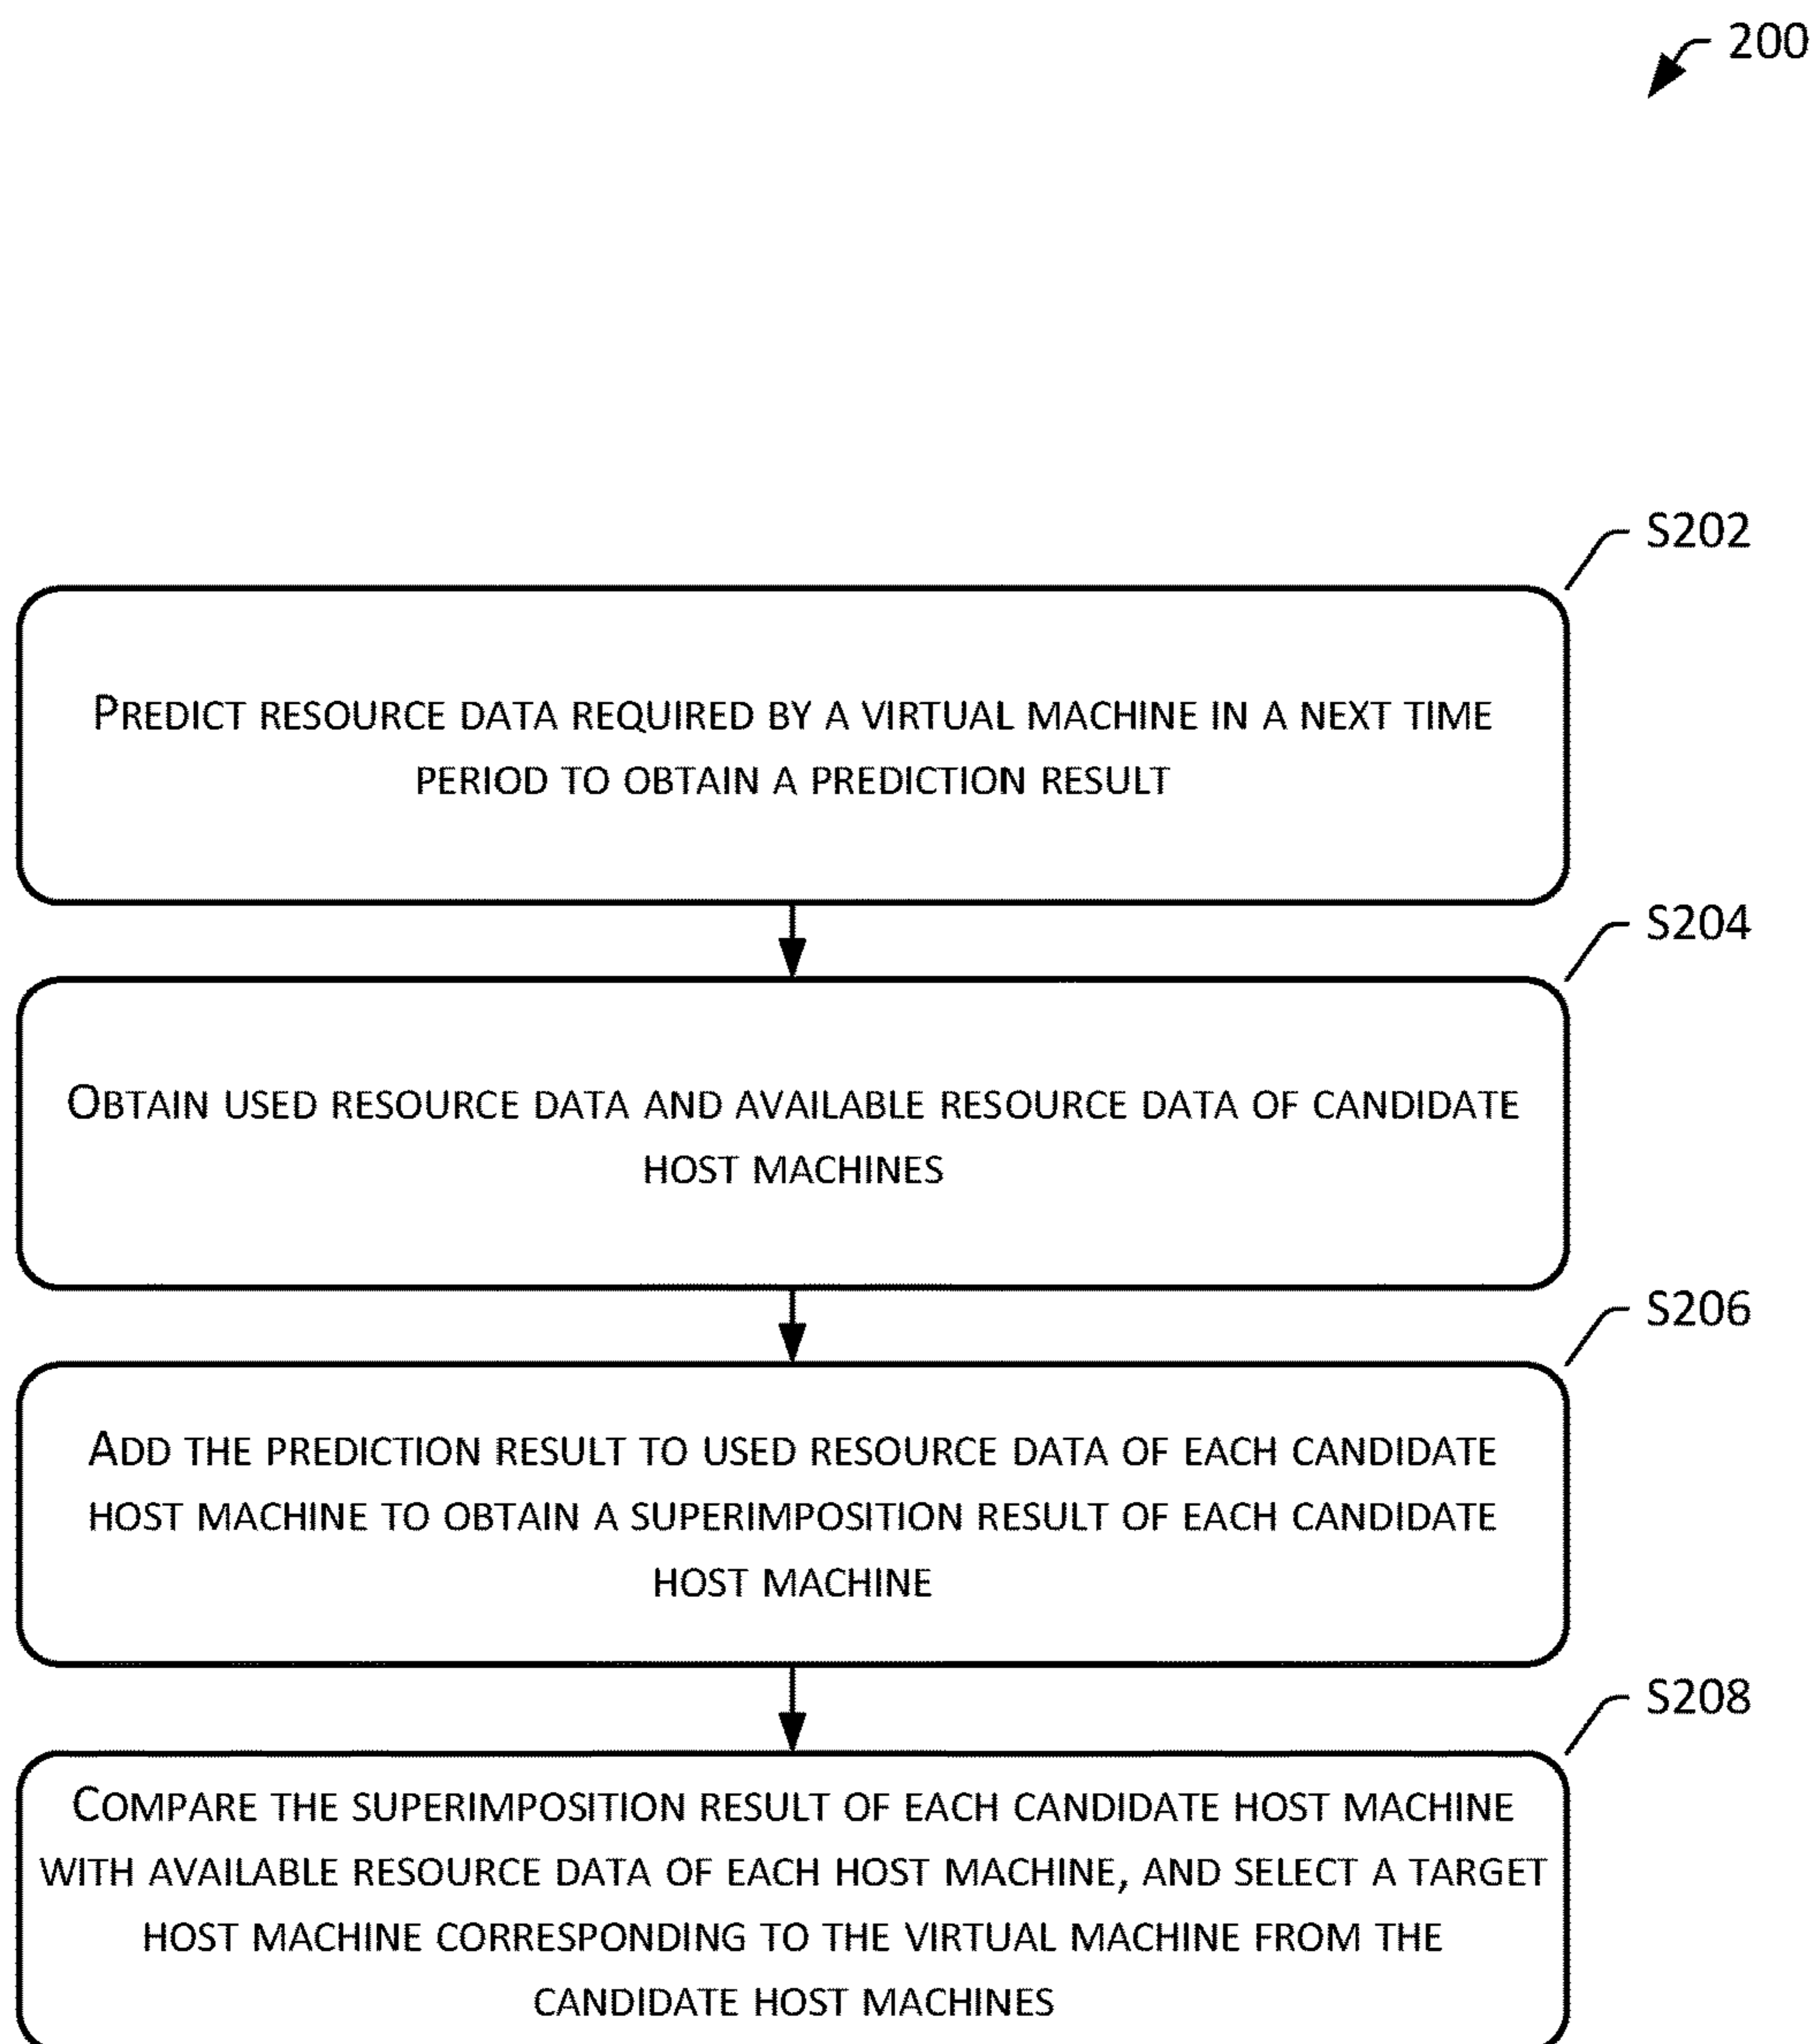 200
S202
PREDICT RESOURCE DATA REQUIRED BY A VIRTUAL MACHINE IN A NEXT TIME
PERIOD TO OBTAIN A PREDICTION RESULT
S204
OBTAIN USED RESOURCE DATA AND AVAILABLE RESOURCE DATA OF CANDIDATE
HOST MACHINES
S206
ADD THE PREDICTION RESULT TO USED RESOURCE DATA OF EACH CANDIDATE
HOST MACHINE TO OBTAIN A SUPERIMPOSITION RESULT OF EACH CANDIDATE
HOST MACHINE
S208
COMPARE THE SUPERIMPOSITION RESULT OF EACH CANDIDATE HOST MACHINE
WITH AVAILABLE RESOURCE DATA OF EACH HOST MACHINE, AND SELECT A TARGET
HOST MACHINE CORRESPONDING TO THE VIRTUAL MACHINE FROM THE
CANDIDATE HOST MACHINES